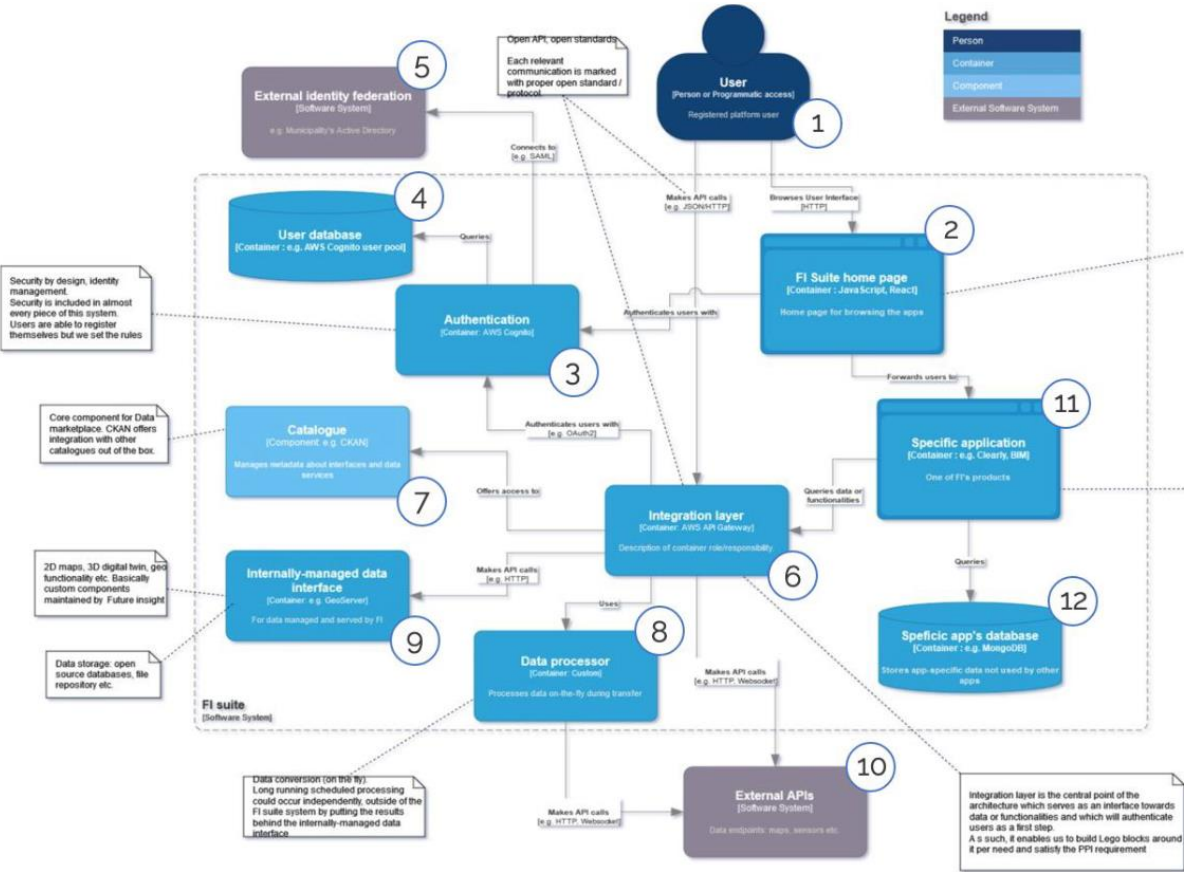 Legend
Person
Container
Component
External Software System
Open API, open standards
Each relevant
communication is marked
with proper open standard /
protocol.
User
[Person or Programmatic access]
Registered platform user
1
5
External identity federation
[Software System]
e.g. Municipality's Active Directory
Connects to
[e.g. SAML]
Makes API calls
[e.g. JSON/HTTP]
Browses User Interface
[HTTP]
4
User database
[Container : e.g. AWS Cognito user pool]
Queries
2
FI Suite home page
[Container : JavaScript, React]
Home page for browsing the apps
Security by design, identity
management.
Security is included in almost
every piece of this system.
Users are able to register
themselves but we set the rules
Authentication
[Container: AWS Cognito]
3
Authenticates users with
Forwards users to
11
Specific application
[Container : e.g. Clearly, BIM]
One of FI's products
Core component for Data
marketplace. CKAN offers
integration with other
catalogues out of the box.
Catalogue
[Component: e.g. CKAN]
Manages metadata about interfaces and data
services
7
Authenticates users with
[e.g. OAuth2]
Offers access to
Queries data or
functionalities
Integration layer
[Container: AWS API Gateway]
Description of container role/responsibility
6
2D maps, 3D digital twin, geo
functionality etc. Basically
custom components
maintained by Future insight
Internally-managed data
interface
[Container: e.g. GeoServer]
For data managed and served by FI
9
Makes API calls
[e.g. HTTP]
Uses
Queries
12
Speficic app's database
[Container : e.g. MongoDB]
Stores app-specific data not used by other
apps
8
Data processor
[Container: Custom]
Processes data on-the-fly during transfer
Makes API calls
[e.g. HTTP, Websocket]
Data storage: open
source databases, file
repository etc.
FI suite
[Software System]
Data conversion (on the fly).
Long running scheduled processing
could occur independently, outside of the
FI suite system by putting the results
behind the internally-managed data
interface
Makes API calls
[e.g. HTTP, Websocket]
10
External APIs
[Software System]
Data endpoints: maps, sensors etc.
Integration layer is the central point of the
architecture which serves as an interface towards
data or functionalities and which will authenticate
users as a first step.
A s such, it enables us to build Lego blocks around
it per need and satisfy the PPI requirement